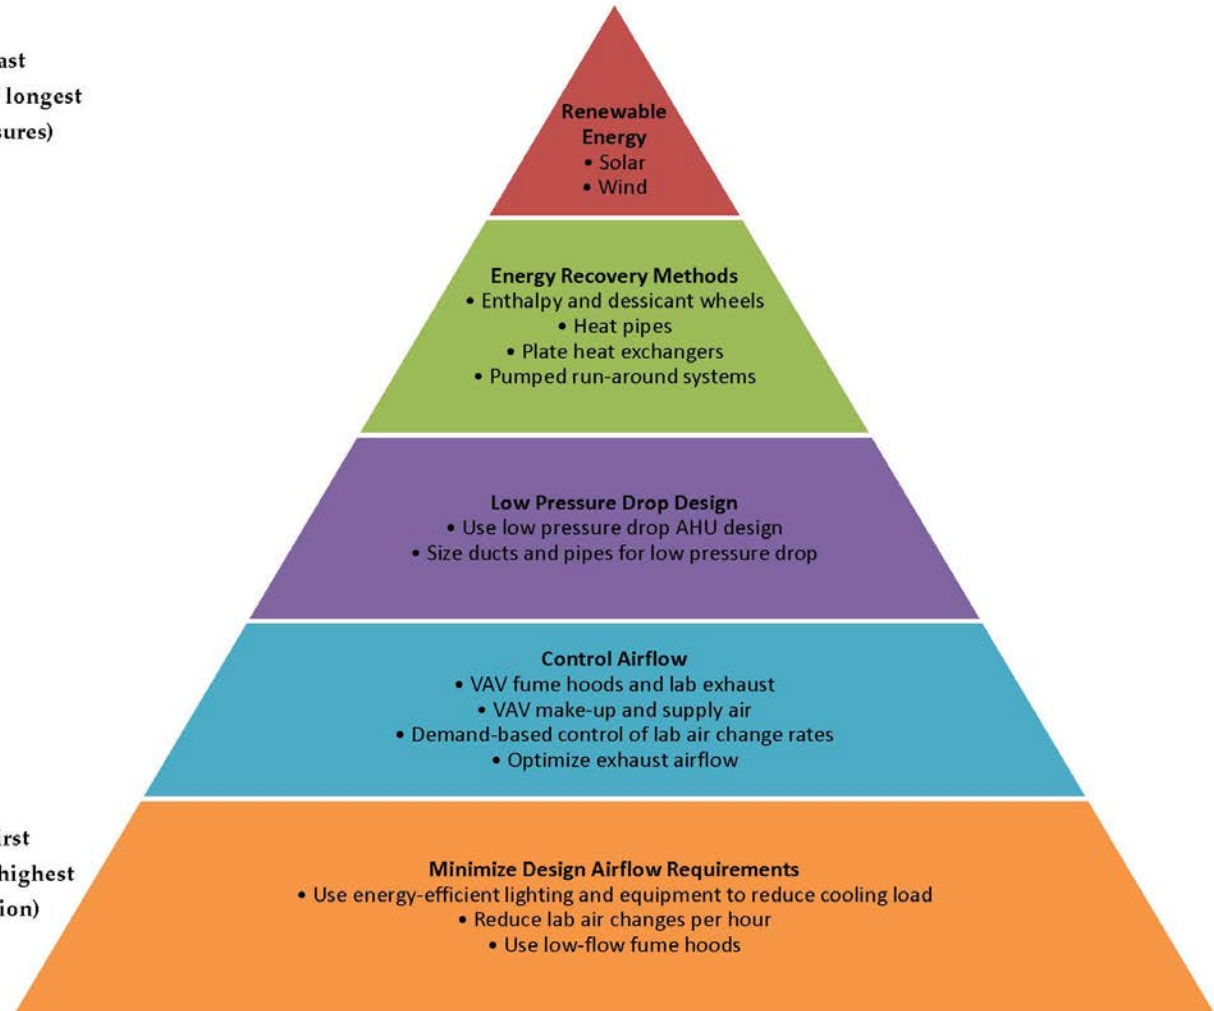 longest
Renewable
Energy
• Solar
• Wind
Energy Recovery Methods
• Enthalpy and dessicant wheels
• Heat pipes
• Plate heat exchangers
• Pumped run-around systems
Low Pressure Drop Design
• Use low pressure drop AHU design
• Size ducts and pipes for low pressure drop
Control Airflow
• VAV fume hoods and lab exhaust
• VAV make-up and supply air
• Demand-based control of lab air change rates
• Optimize exhaust airflow
highest
Minimize Design Airflow Requirements
• Use energy-efficient lighting and equipment to reduce cooling load
• Reduce lab air changes per hour
• Use low-flow fume hoods